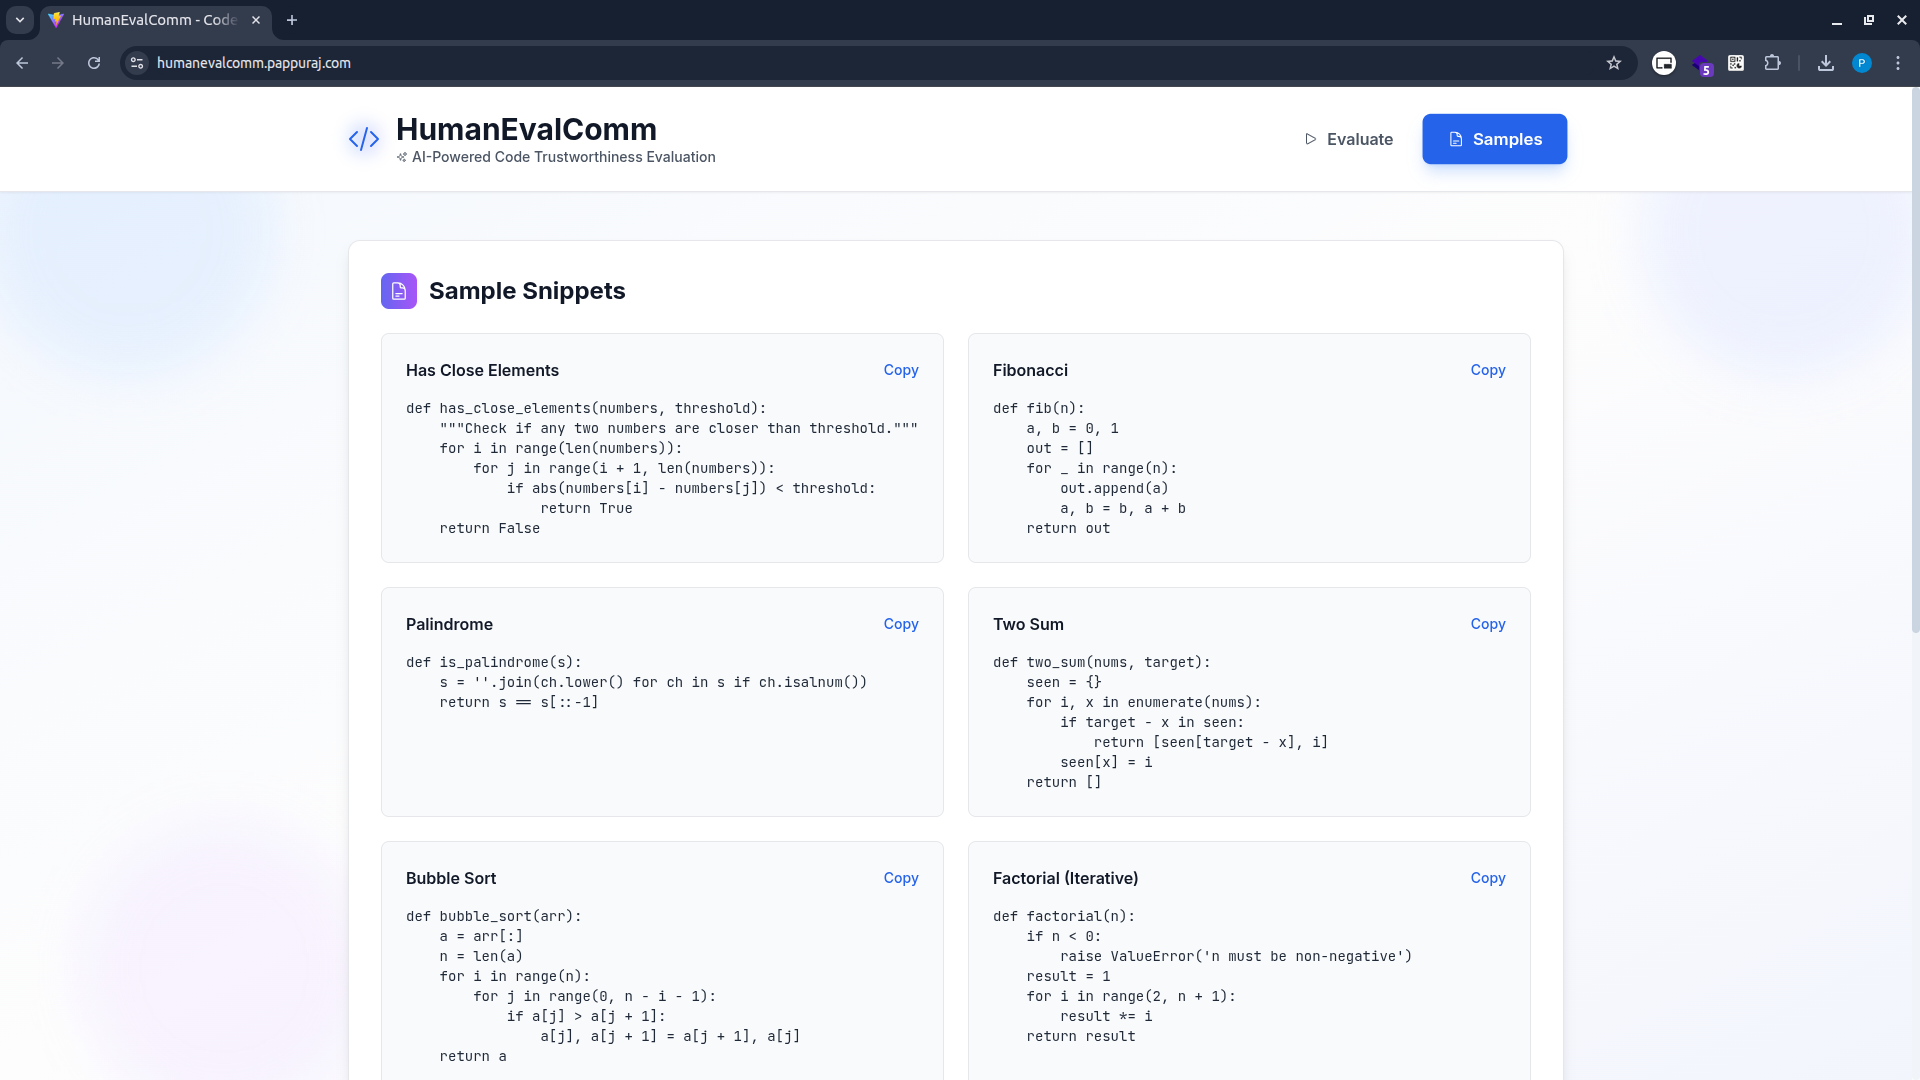 HumanEvalComm - Code
humanevalcomm.pappuraj.com
5
P
HumanEvalComm
AI-Powered Code Trustworthiness Evaluation
Evaluate
Samples
Sample Snippets
Has Close Elements
Copy
def has_close_elements(numbers, threshold):
    """Check if any two numbers are closer than threshold."""
    for i in range(len(numbers)):
        for j in range(i + 1, len(numbers)):
            if abs(numbers[i] - numbers[j]) < threshold:
                return True
    return False
Fibonacci
Copy
def fib(n):
    a, b = 0, 1
    out = []
    for _ in range(n):
        out.append(a)
        a, b = b, a + b
    return out
Palindrome
Copy
def is_palindrome(s):
    s = ''.join(ch.lower() for ch in s if ch.isalnum())
    return s == s[::-1]
Two Sum
Copy
def two_sum(nums, target):
    seen = {}
    for i, x in enumerate(nums):
        if target - x in seen:
            return [seen[target - x], i]
        seen[x] = i
    return []
Bubble Sort
Copy
def bubble_sort(arr):
    a = arr[:]
    n = len(a)
    for i in range(n):
        for j in range(0, n - i - 1):
            if a[j] > a[j + 1]:
                a[j], a[j + 1] = a[j + 1], a[j]
    return a
Factorial (Iterative)
Copy
def factorial(n):
    if n < 0:
        raise ValueError('n must be non-negative')
    result = 1
    for i in range(2, n + 1):
        result *= i
    return result